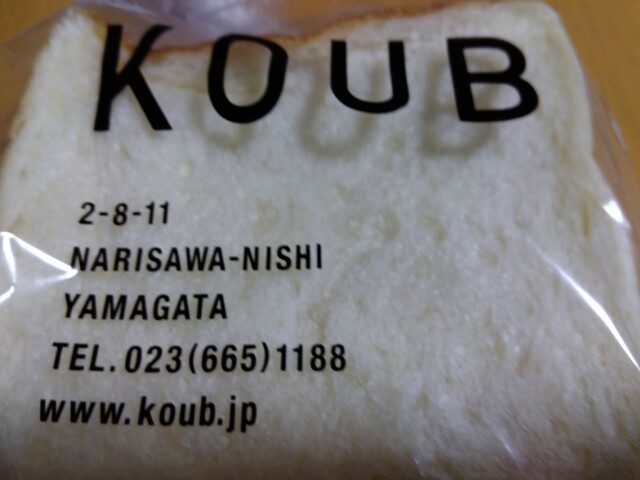 KOUB
2-8-11
NARISAWA-NISHI
YAMAGATA
TEL.023(665)1188
www.koub.jp